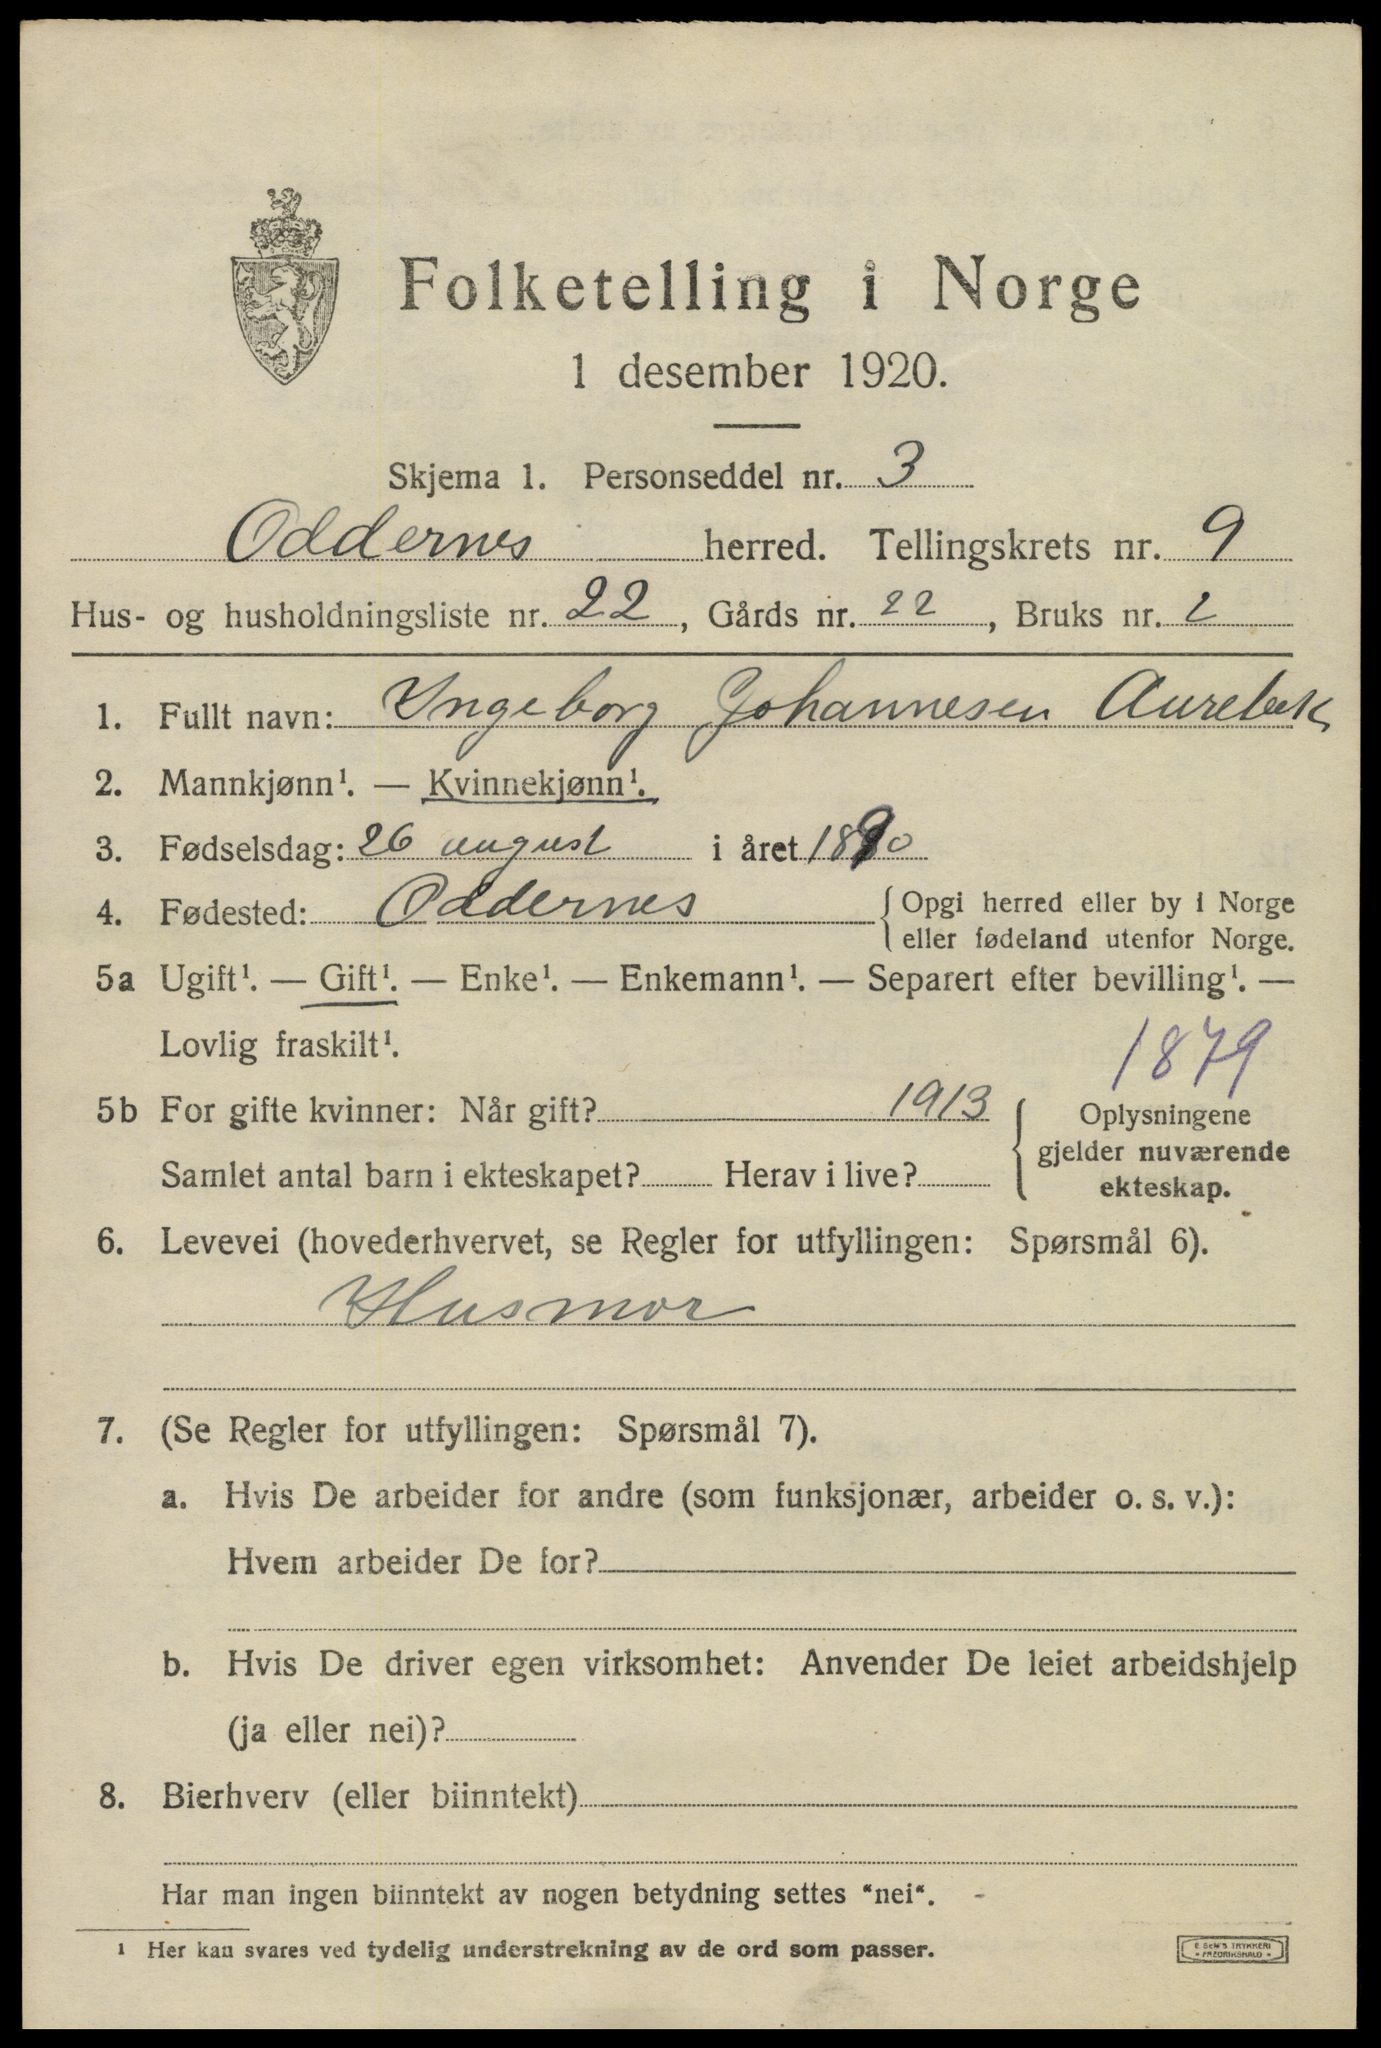 Folketelling i Norge
1 desember 1920.
Skjema 1. Personseddel nr. 3
Oddernes herred. Tellingskrets nr. 9
Hus- og husholdningsliste nr. 22, Gårds nr. 22, Bruks nr. 2
1. Fullt navn: Ingeborg Johannesen Aurebek
2. Mannkjønn¹. — Kvinnekjønn¹.
3. Fødselsdag: 26 august i året 1890
4. Fødested: Oddernes { Opgi herred eller by i Norge
eller fødeland utenfor Norge.
5a Ugift¹. — Gift¹. — Enke¹. — Enkemann¹. — Separert efter bevilling¹. —
Lovlig fraskilt¹.
1879
5b For gifte kvinner: Når gift? 1913
Samlet antal barn i ekteskapet? Herav i live?
{ Oplysningene
gjelder nuværende
ekteskap.
6. Levevei (hovederhvervet, se Regler for utfyllingen: Spørsmål 6).
Husmor
7. (Se Regler for utfyllingen: Spørsmål 7).
a. Hvis De arbeider for andre (som funksjonær, arbeider o. s. v.):
Hvem arbeider De for?
b. Hvis De driver egen virksomhet: Anvender De leiet arbeidshjelp
(ja eller nei)?
8. Bierhverv (eller biinntekt)
Har man ingen biinntekt av nogen betydning settes "nei".
¹ Her kan svares ved tydelig understrekning av de ord som passer.
E. SEM'S TRYKKERI
FREDRIKSHALD